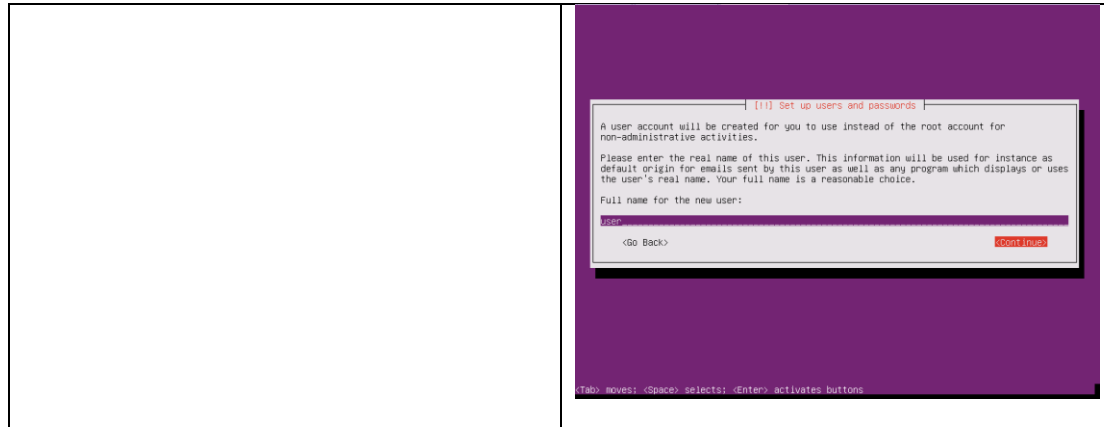 [!!] Set up users and passwords
A user account will be created for you to use instead of the root account for
non-administrative activities.
Please enter the real name of this user. This information will be used for instance as
default origin for emails sent by this user as well as any program which displays or uses
the user's real name. Your full name is a reasonable choice.
Full name for the new user:
user
<Go Back> <Continue>
<Tab> moves; <Space> selects; <Enter> activates buttons